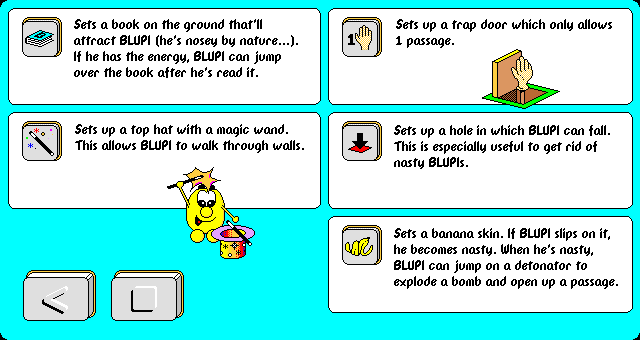 Sets a book on the ground that'll
attract BLUPI (he's nosey by nature...).
If he has the energy, BLUPI can jump
over the book after he's read it.
Sets up a top hat with a magic wand.
This allows BLUPI to walk through walls.
1
Sets up a trap door which only allows
1 passage.
Sets up a hole in which BLUPI can fall.
This is especially useful to get rid of
nasty BLUPIs.
Sets a banana skin. If BLUPI slips on it,
he becomes nasty. When he's nasty,
BLUPI can jump on a detonator to
explode a bomb and open up a passage.